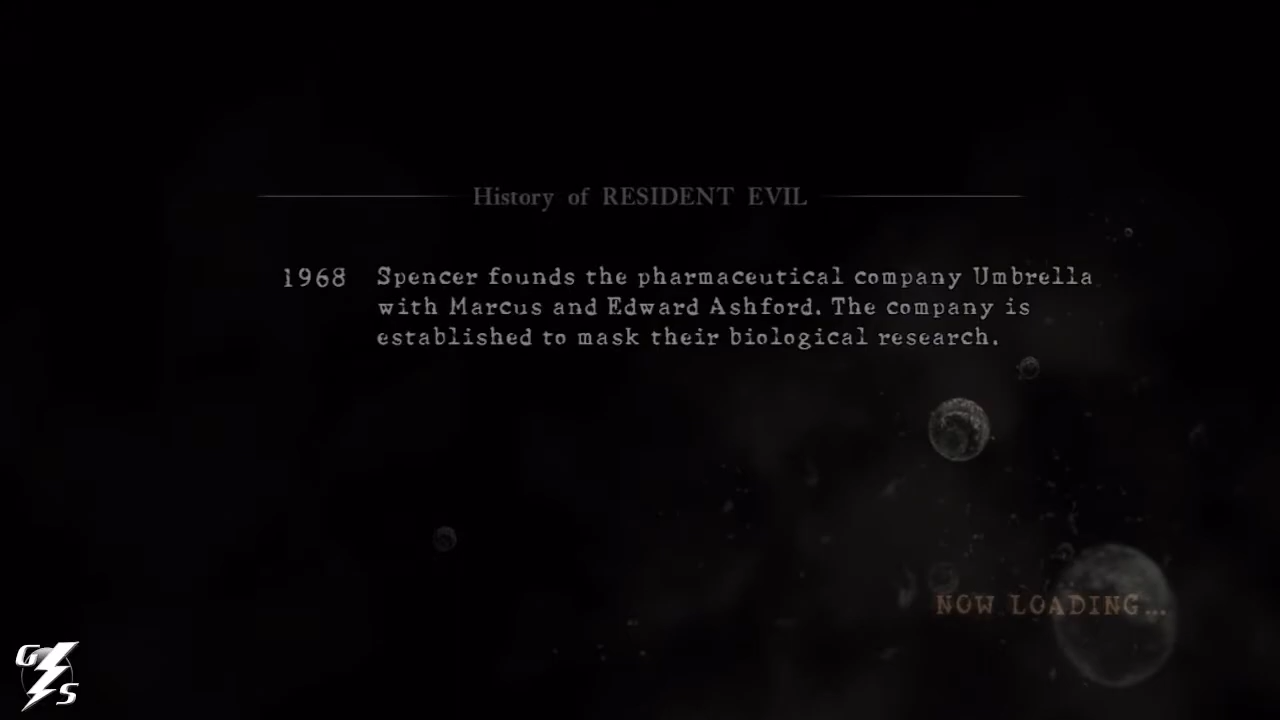 History of RESIDENT EVIL
1968 Spencer founds the pharmaceutical company Umbrella
with Marcus and Edward Ashford. The company is
established to mask their biological research.
NOW LOADING...
G S